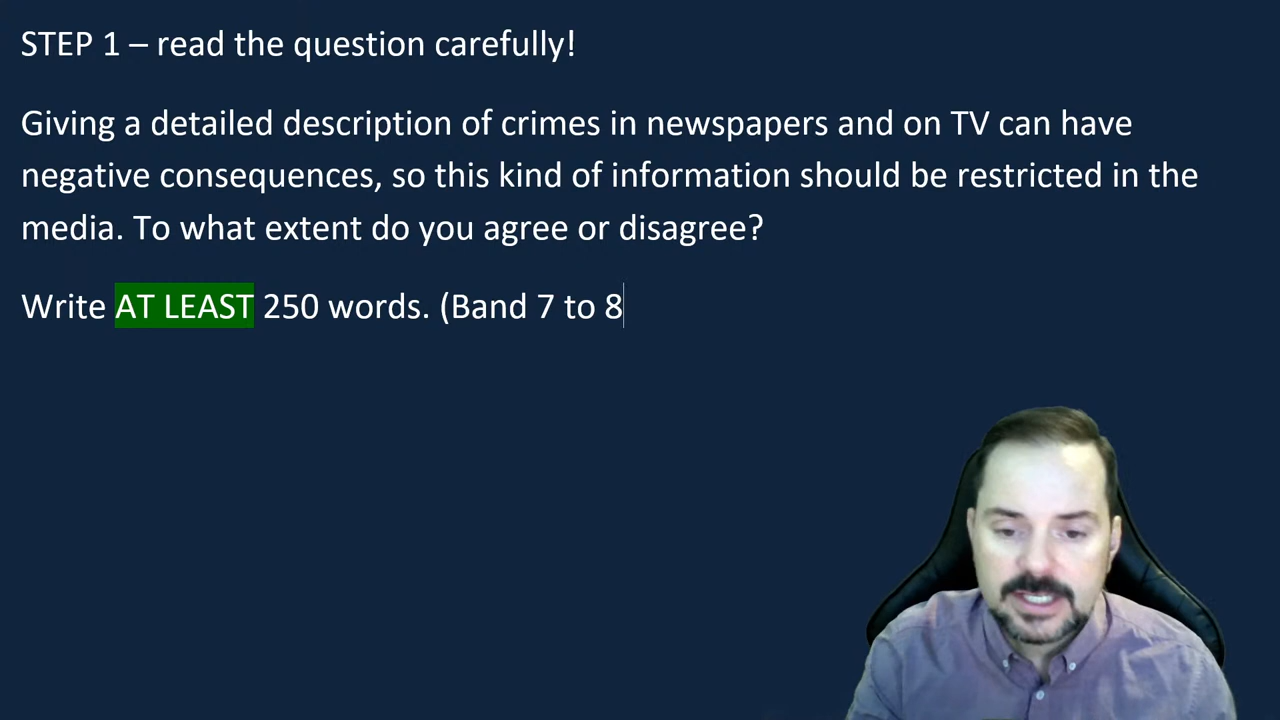 STEP 1 – read the question carefully!
Giving a detailed description of crimes in newspapers and on TV can have
negative consequences, so this kind of information should be restricted in the
media. To what extent do you agree or disagree?
Write AT LEAST 250 words. (Band 7 to 8